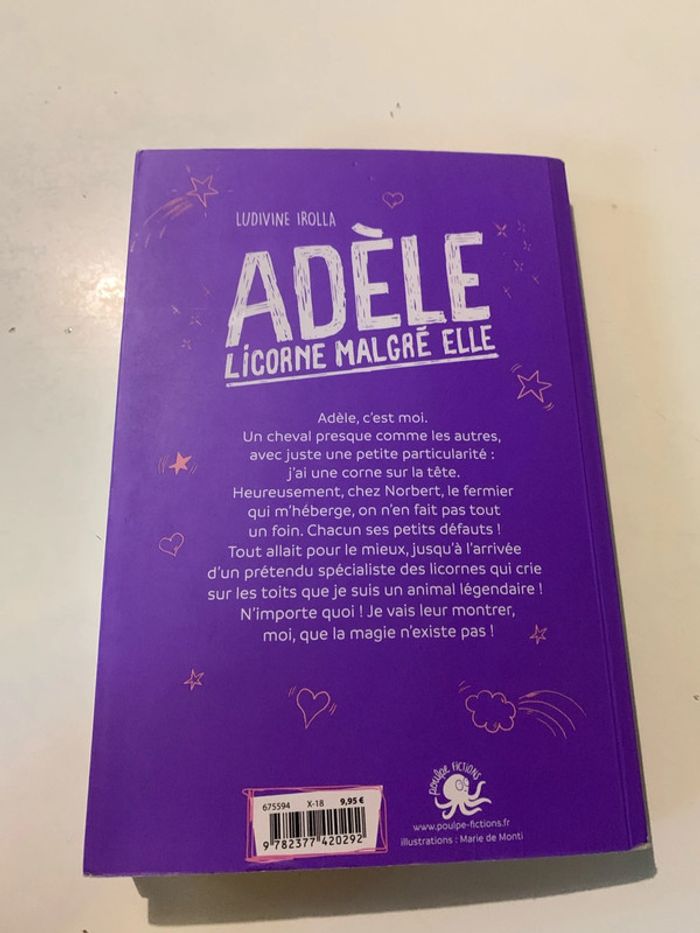 LUDIVINE IROLLA
ADÈLE
LICORNE MALGRÉ ELLE
Adèle, c'est moi.
Un cheval presque comme les autres,
avec juste une petite particularité :
j'ai une corne sur la tête.
Heureusement, chez Norbert, le fermier
qui m'héberge, on n'en fait pas tout
un foin. Chacun ses petits défauts !
Tout allait pour le mieux, jusqu'à l'arrivée
d'un prétendu spécialiste des licornes qui crie
sur les toits que je suis un animal légendaire !
N'importe quoi ! Je vais leur montrer,
moi, que la magie n'existe pas !
poulpe FICTIONS
www.poulpe-fictions.fr
illustrations : Marie de Monti
675594 X-18 9,95 €
9 782377 420292